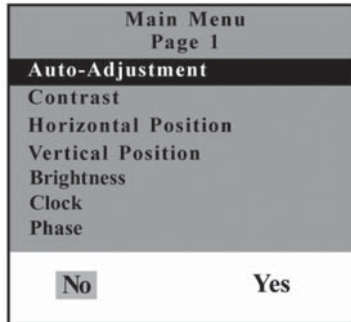 Main Menu
Page 1
Auto-Adjustment
Contrast
Horizontal Position
Vertical Position
Brightness
Clock
Phase
No Yes